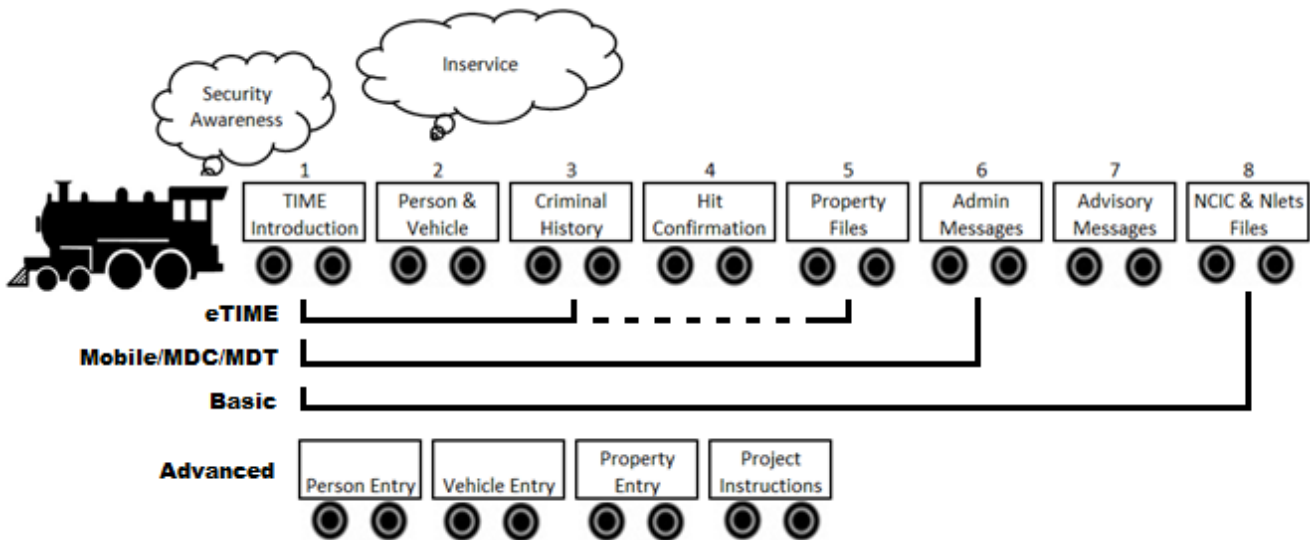 Inservice
Security
Awareness
1 2 3 4 5 6 7 8
TIME
Introduction
Person &
Vehicle
Criminal
History
Hit
Confirmation
Property
Files
Admin
Messages
Advisory
Messages
NCIC & Nlets
Files
eTIME
Mobile/MDC/MDT
Basic
Advanced
Person Entry
Vehicle Entry
Property
Entry
Project
Instructions